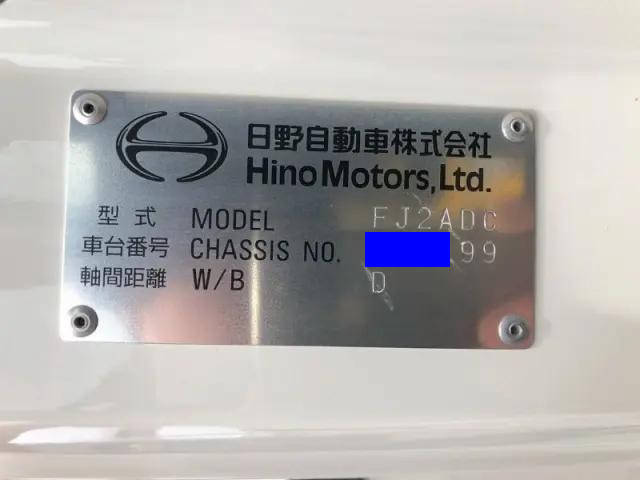 日野自動車株式会社
Hino Motors, Ltd.
型式 MODEL FJ2ADC
車台番号 CHASSIS NO. 99
軸間距離 W/B D